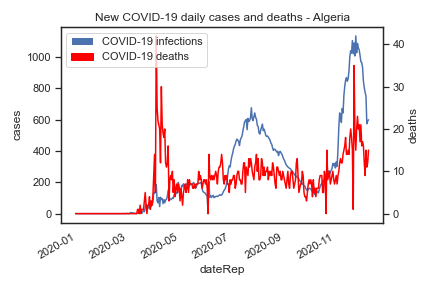 New COVID-19 daily cases and deaths - Algeria
COVID-19 infections
COVID-19 deaths
1000
800
600
400
200
0
cases
40
30
20
10
0
deaths
2020-01
2020-03
2020-05
2020-07
2020-09
2020-11
dateRep